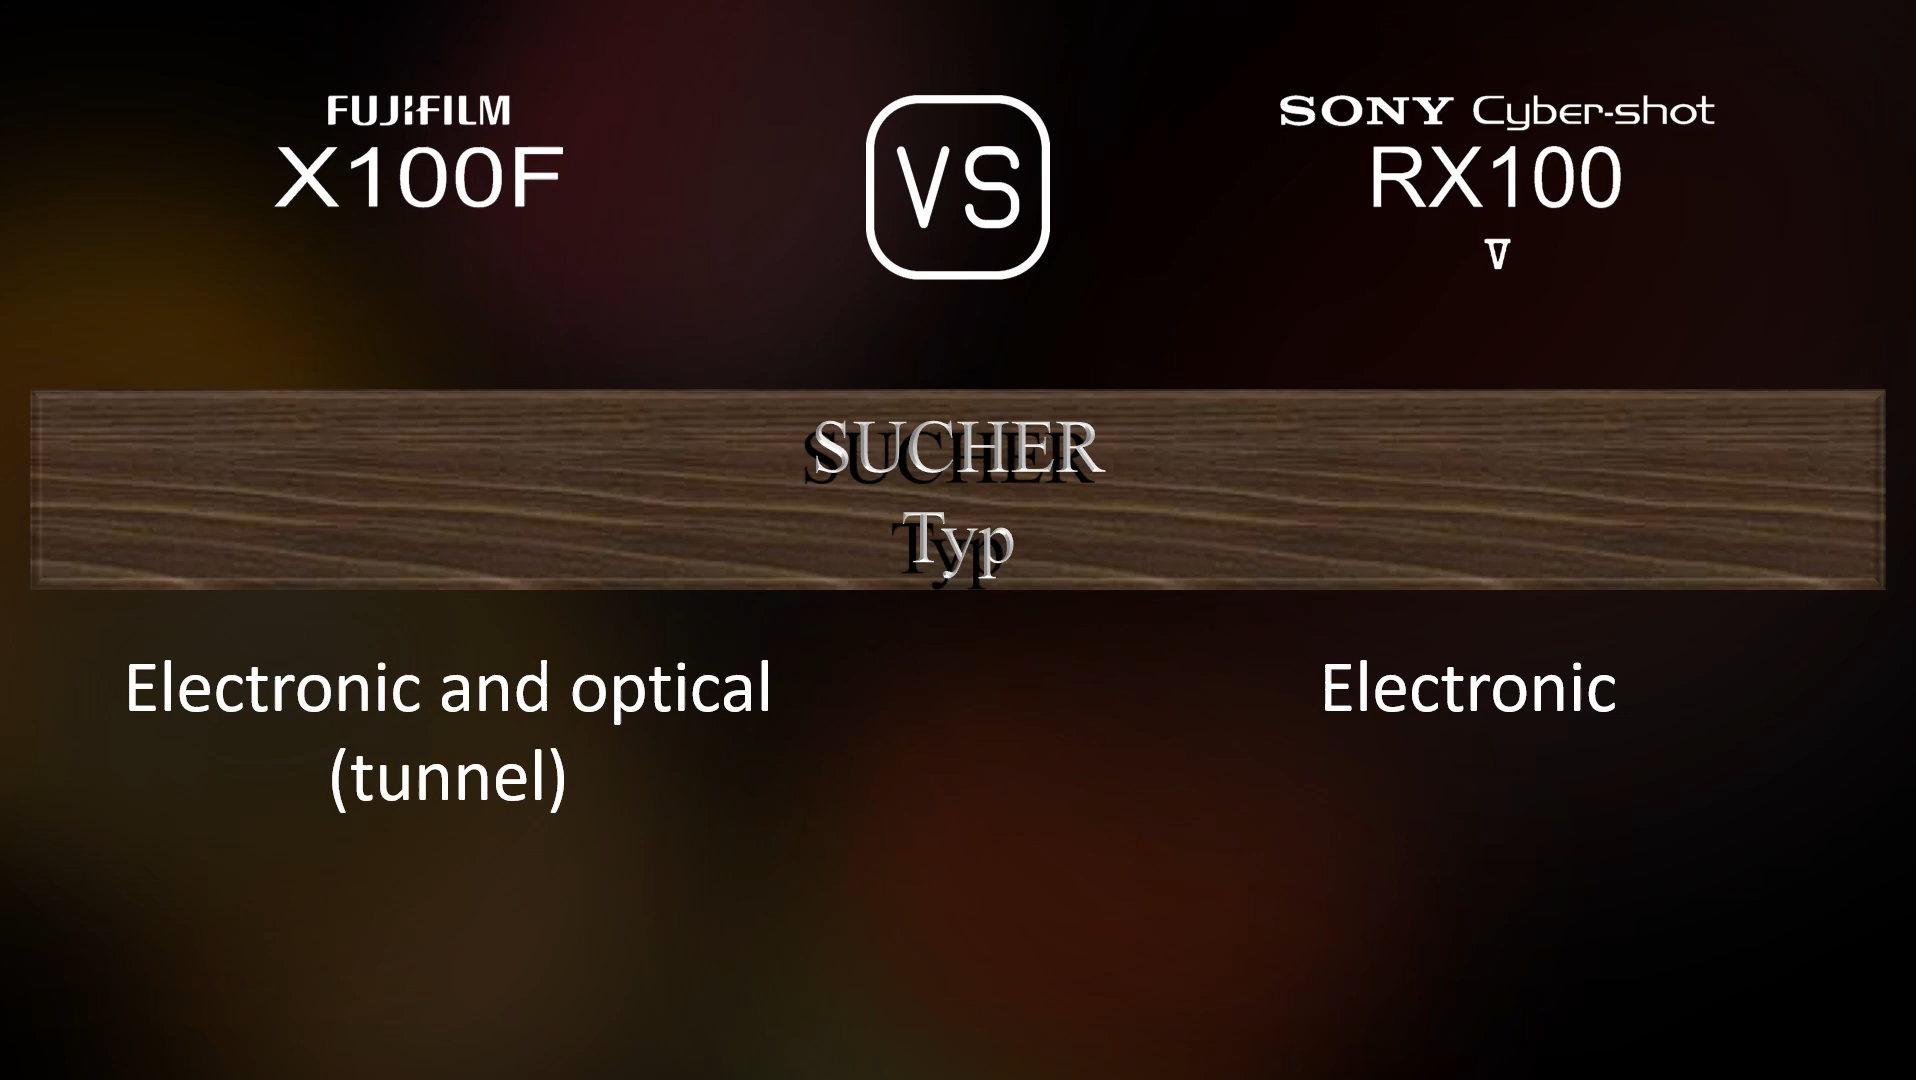 FUJIFILM
X100F
VS
SONY Cyber-shot
RX100
V
SUCHER
Typ
Electronic and optical
(tunnel)
Electronic